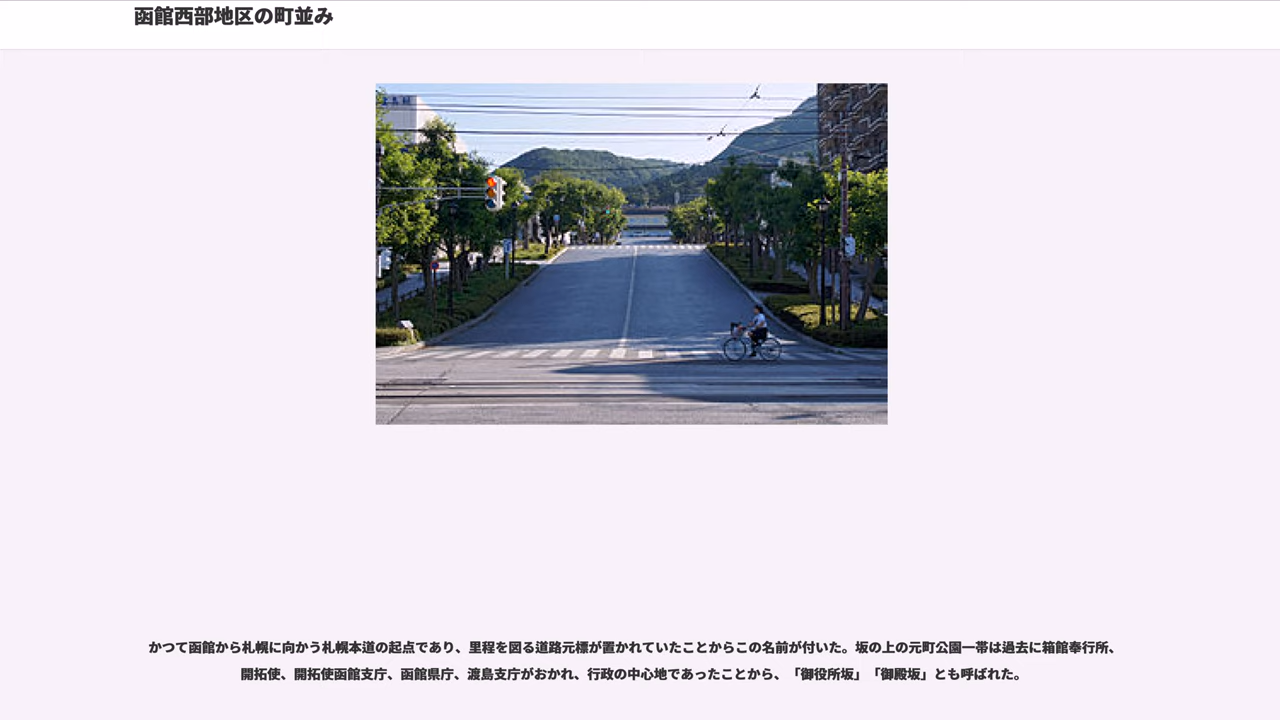 函館西部地区の町並み
かつて函館から札幌に向かう札幌本道の起点であり、里程を図る道路元標が置かれていたことからこの名前が付いた。坂の上の元町公園一帯は過去に箱館奉行所、
開拓使、開拓使函館支庁、函館県庁、渡島支庁がおかれ、行政の中心地であったことから、「御役所坂」「御殿坂」とも呼ばれた。